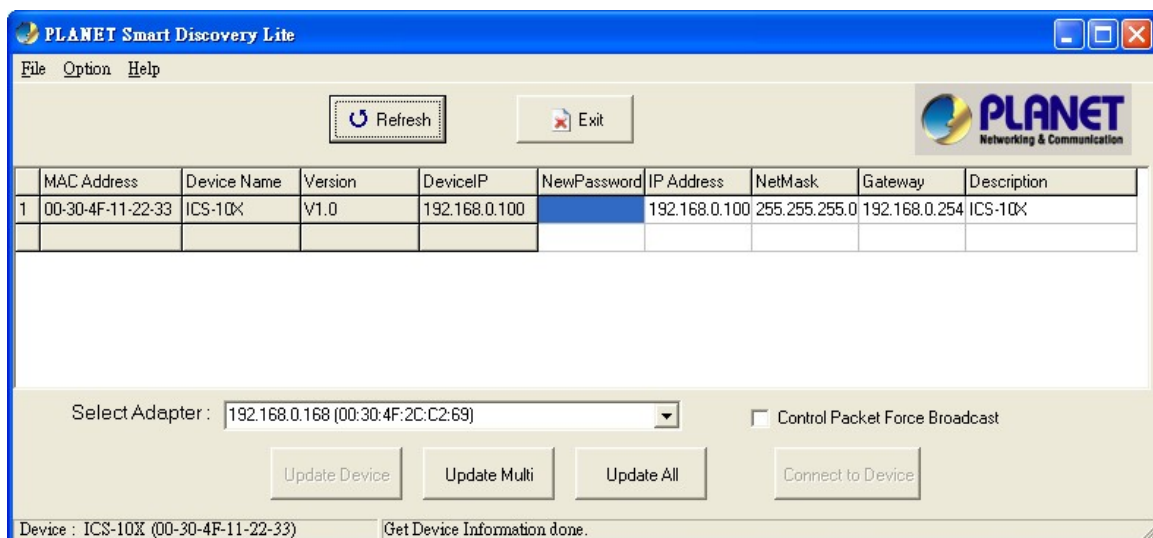 PLANET Smart Discovery Lite
File Option Help
Refresh Exit
PLANET
Networking & Communication
MAC Address Device Name Version DeviceIP NewPassword IP Address NetMask Gateway Description
1 00-30-4F-11-22-33 ICS-10X V1.0 192.168.0.100 192.168.0.100 255.255.255.0 192.168.0.254 ICS-10X
Select Adapter : 192.168.0.168 (00:30:4F:2C:C2:69) Control Packet Force Broadcast
Update Device Update Multi Update All Connect to Device
Device : ICS-10X (00-30-4F-11-22-33) Get Device Information done.